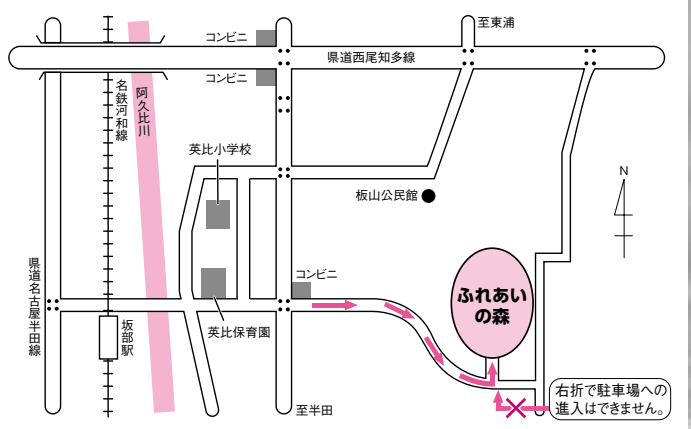 至東浦
コンビニ
県道西尾知多線
コンビニ
名鉄河和線
阿久比川
英比小学校
N
板山公民館
県道名古屋半田線
コンビニ
ふれあい
の森
坂部駅
英比保育園
右折で駐車場への
進入はできません。
至半田